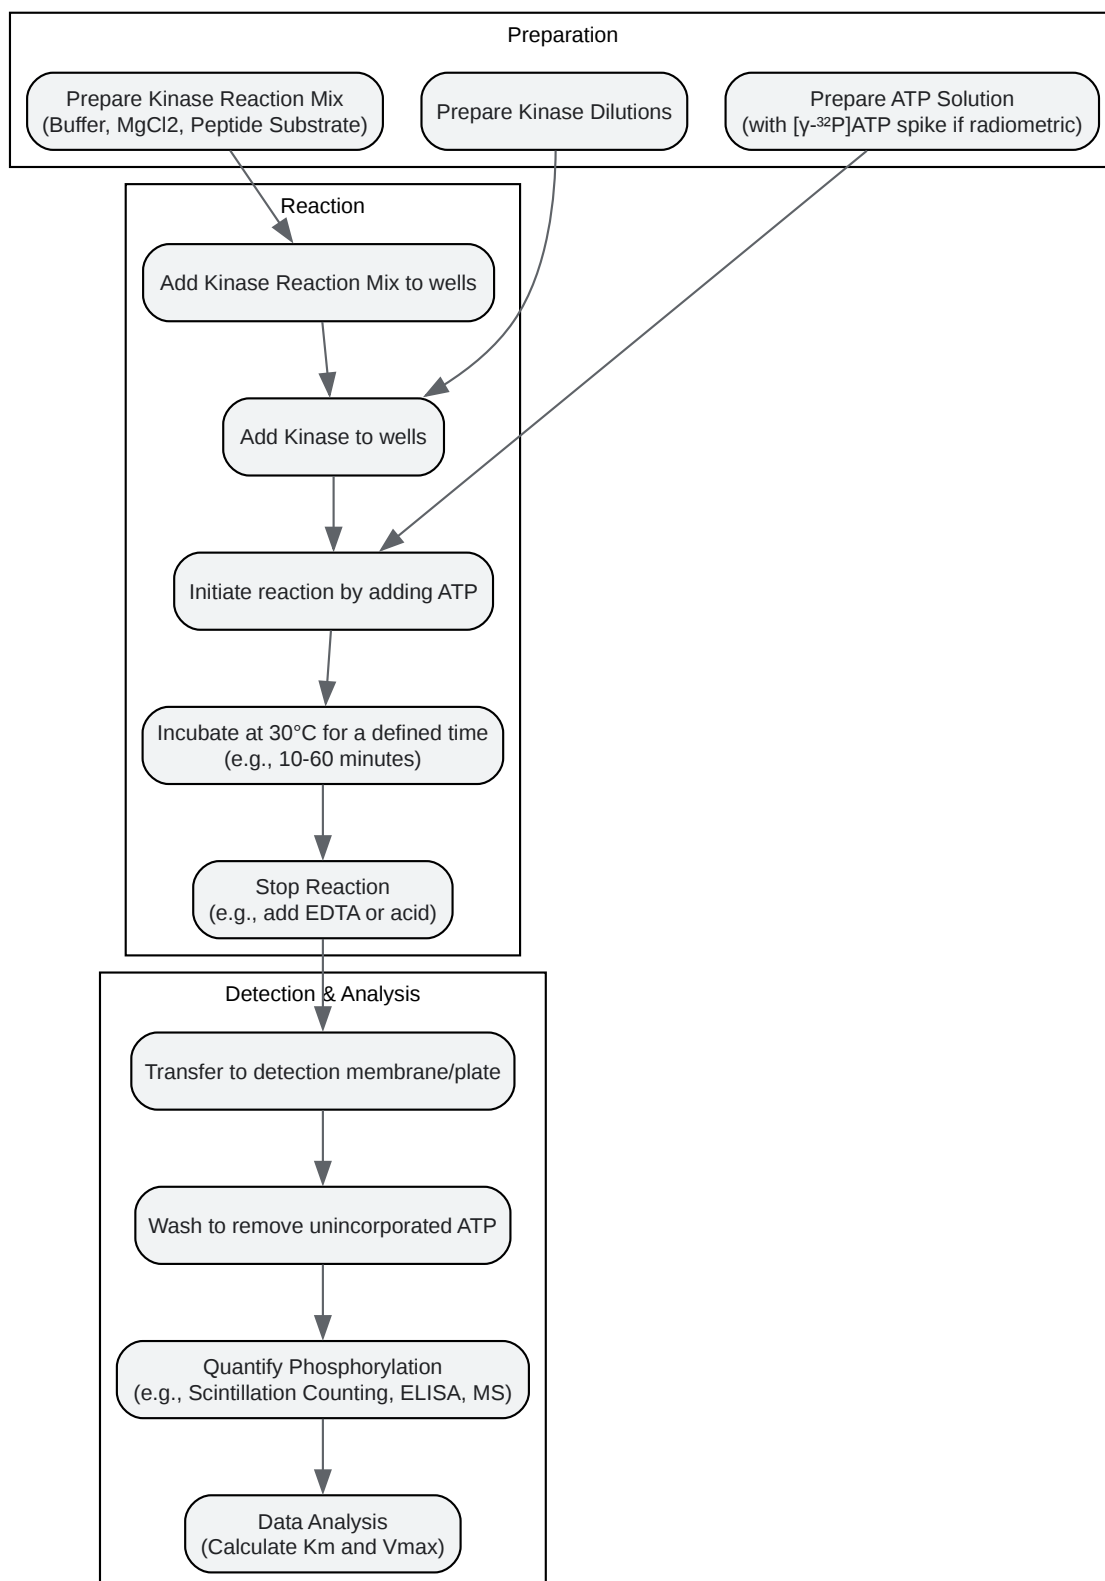 Preparation
Prepare Kinase Reaction Mix
(Buffer, MgCl2, Peptide Substrate)
Prepare Kinase Dilutions
Prepare ATP Solution
(with [γ-³²P]ATP spike if radiometric)
Reaction
Add Kinase Reaction Mix to wells
Add Kinase to wells
Initiate reaction by adding ATP
Incubate at 30°C for a defined time
(e.g., 10-60 minutes)
Stop Reaction
(e.g., add EDTA or acid)
Detection & Analysis
Transfer to detection membrane/plate
Wash to remove unincorporated ATP
Quantify Phosphorylation
(e.g., Scintillation Counting, ELISA, MS)
Data Analysis
(Calculate Km and Vmax)